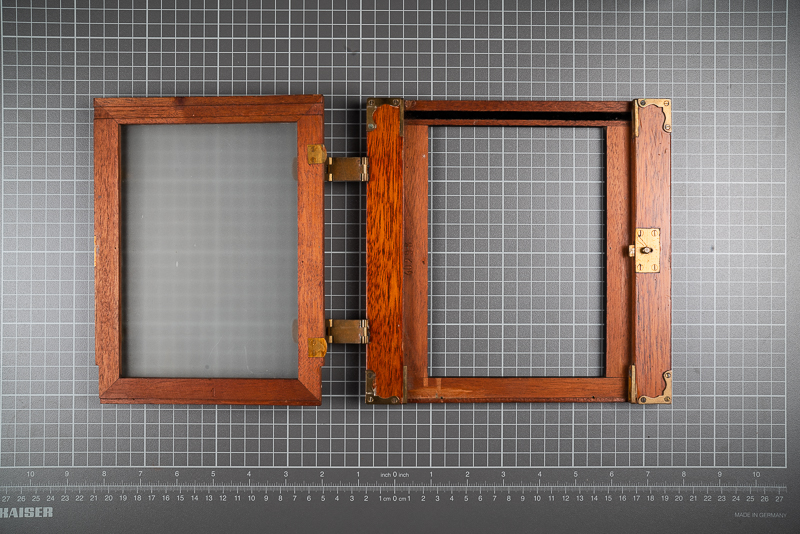 10 9 8 7 6 5 4 3 2 1 inch 0 inch 1 2 3 4 5 6 7 8 9 10
27 26 25 24 23 22 21 20 19 18 17 16 15 14 13 12 11 10 9 8 7 6 5 4 3 2 1 cm 0 cm 1 2 3 4 5 6 7 8 9 10 11 12 13 14 15 16 17 18 19 20 21 22 23 24 25 26 27
KAISER
MADE IN GERMANY